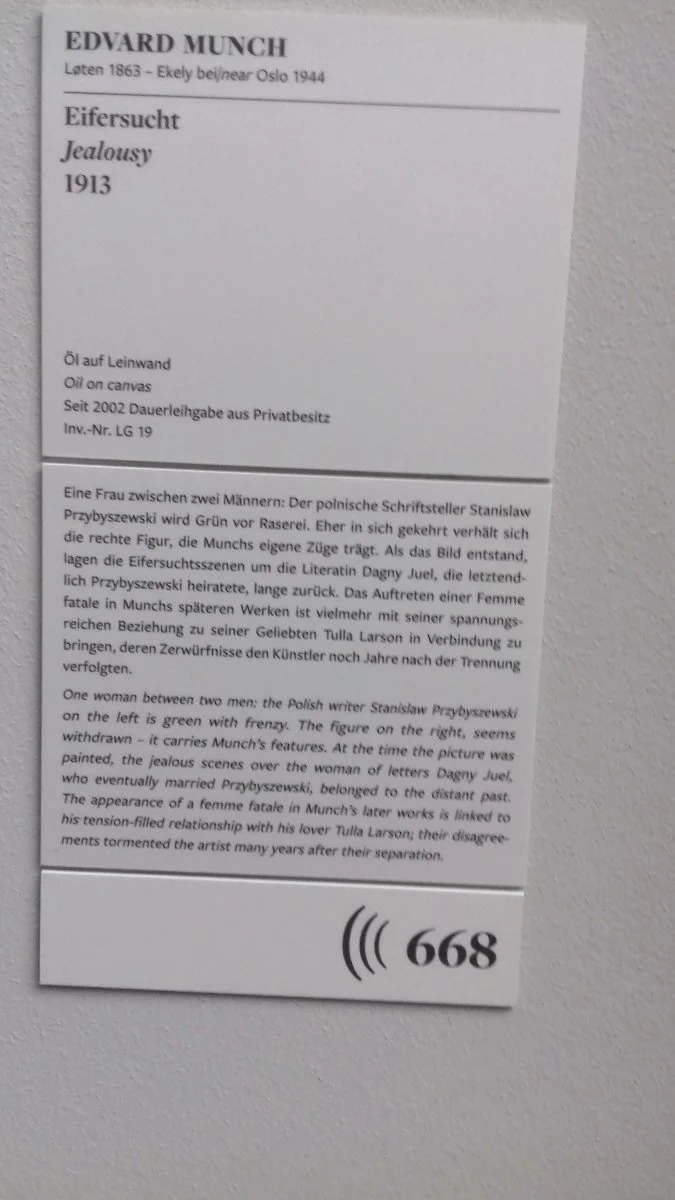 EDVARD MUNCH
Løten 1863 – Ekely bei/near Oslo 1944
Eifersucht
Jealousy
1913
Öl auf Leinwand
Oil on canvas
Seit 2002 Dauerleihgabe aus Privatbesitz
Inv.-Nr. LG 19
Eine Frau zwischen zwei Männern: Der polnische Schriftsteller Stanislaw
Przybyszewski wird Grün vor Raserei. Eher in sich gekehrt verhält sich
die rechte Figur, die Munchs eigene Züge trägt. Als das Bild entstand,
lagen die Eifersuchtsszenen um die Literatin Dagny Juel, die letztend-
lich Przybyszewski heiratete, lange zurück. Das Auftreten einer Femme
fatale in Munchs späteren Werken ist vielmehr mit seiner spannungs-
reichen Beziehung zu seiner Geliebten Tulla Larson in Verbindung zu
bringen, deren Zerwürfnisse den Künstler noch Jahre nach der Trennung
verfolgten.
One woman between two men: the Polish writer Stanislaw Przybyszewski
on the left is green with frenzy. The figure on the right, seems
withdrawn – it carries Munch's features. At the time the picture was
painted, the jealous scenes over the woman of letters Dagny Juel,
who eventually married Przybyszewski, belonged to the distant past.
The appearance of a femme fatale in Munch's later works is linked to
his tension-filled relationship with his lover Tulla Larson; their disagree-
ments tormented the artist many years after their separation.
668